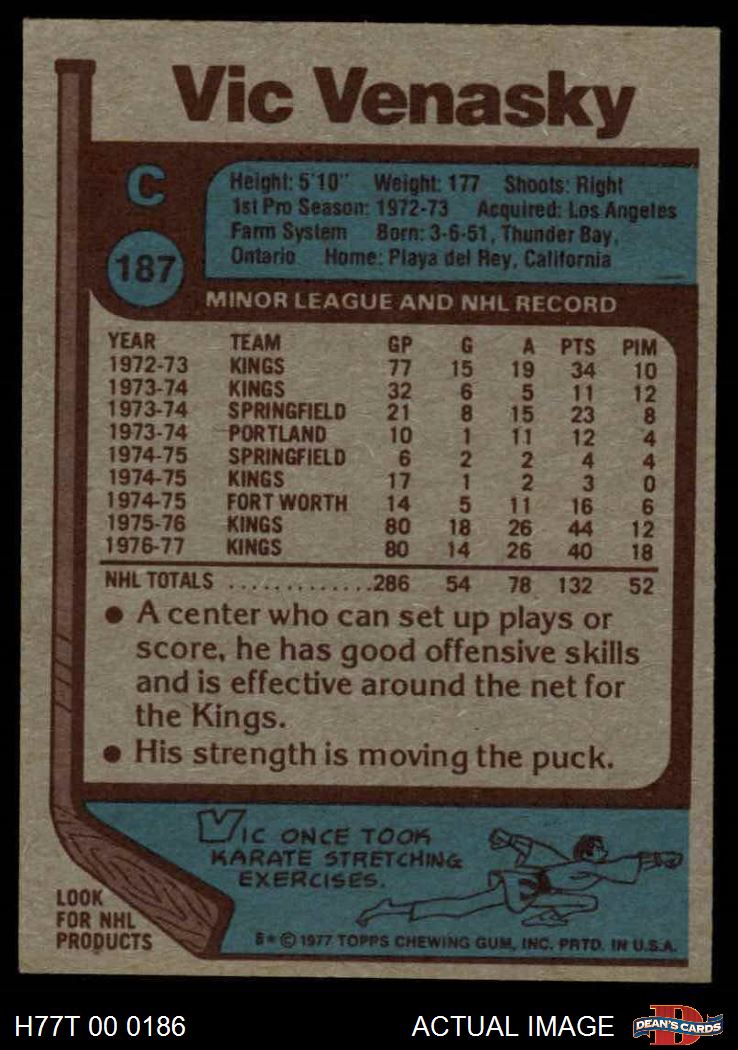 Vic Venasky
C
187
Height: 5'10" Weight: 177 Shoots: Right
1st Pro Season: 1972-73 Acquired: Los Angeles
Farm System Born: 3-6-51, Thunder Bay,
Ontario Home: Playa del Rey, California
MINOR LEAGUE AND NHL RECORD
YEAR TEAM GP G A PTS PIM
1972-73 KINGS 77 15 19 34 10
1973-74 KINGS 32 6 5 11 12
1973-74 SPRINGFIELD 21 8 15 23 8
1973-74 PORTLAND 10 1 11 12 4
1974-75 SPRINGFIELD 6 2 2 4 4
1974-75 KINGS 17 1 2 3 0
1974-75 FORT WORTH 14 5 11 16 6
1975-76 KINGS 80 18 26 44 12
1976-77 KINGS 80 14 26 40 18
NHL TOTALS ..............286 54 78 132 52
● A center who can set up plays or
score, he has good offensive skills
and is effective around the net for
the Kings.
● His strength is moving the puck.
VIC ONCE TOOK
KARATE STRETCHING
EXERCISES.
LOOK
FOR NHL
PRODUCTS
B* © 1977 TOPPS CHEWING GUM, INC. PRTD. IN U.S.A.
H77T 00 0186 ACTUAL IMAGE D DEAN'S CARDS